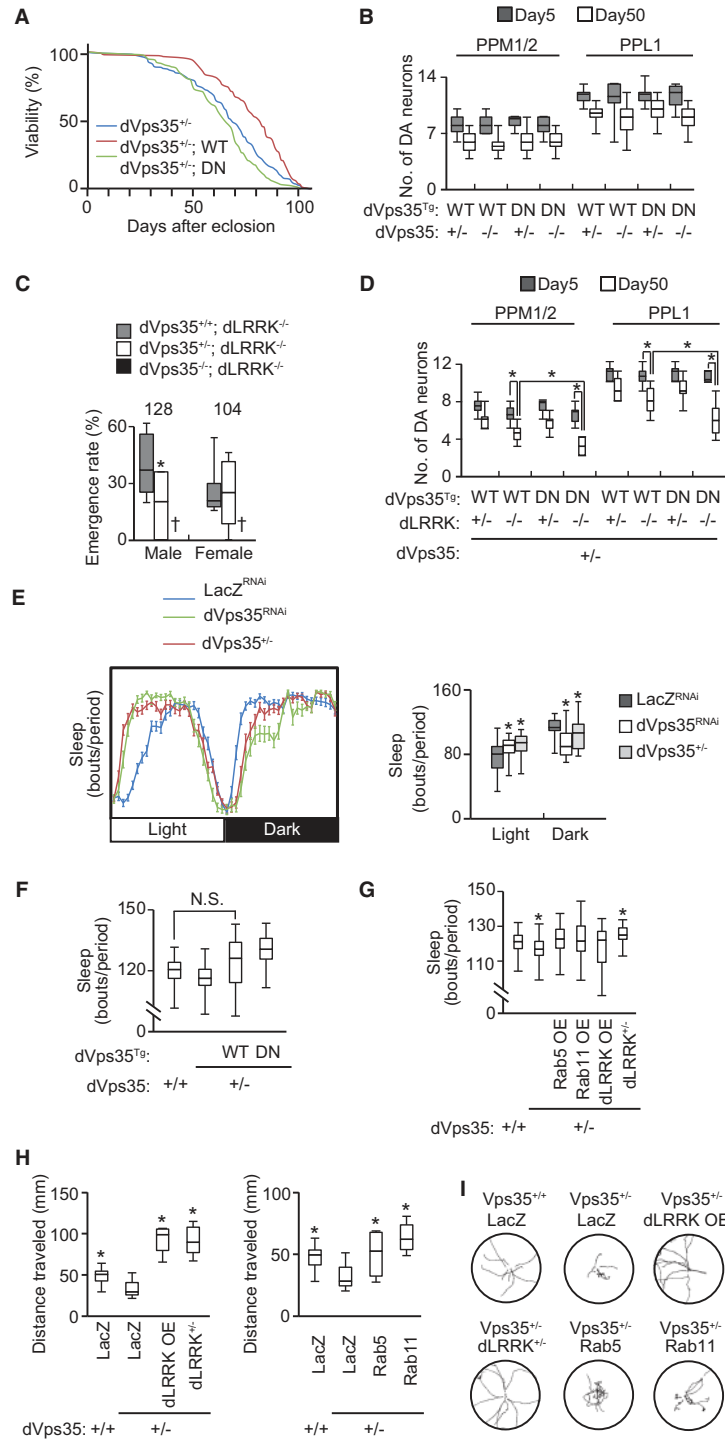 A
Viability (%)
100
50
0
dVps35+/-
dVps35+/-; WT
dVps35+/-; DN
0 50 100
Days after eclosion
B
Day5 Day50
PPM1/2 PPL1
No. of DA neurons
14
7
0
dVps35Tg: WT WT DN DN WT WT DN DN
dVps35: +/- -/- +/- -/- +/- -/- +/- -/-
C
dVps35+/+; dLRRK-/-
dVps35+/-; dLRRK-/-
dVps35-/-; dLRRK-/-
128 104
Emergence rate (%)
60
30
0
* † †
Male Female
D
Day5 Day50
PPM1/2 PPL1
No. of DA neurons
12
8
4
0
* * * * * *
dVps35Tg: WT WT DN DN WT WT DN DN
dLRRK: +/- -/- +/- -/- +/- -/- +/- -/-
dVps35: +/-
E
LacZRNAi
dVps35RNAi
dVps35+/-
Sleep
(bouts/period)
Light Dark
Sleep
(bouts/period)
160
80
0
* * * *
Light Dark
LacZRNAi
dVps35RNAi
dVps35+/-
F
Sleep
(bouts/period)
150
120
0
N.S.
dVps35Tg: WT DN
dVps35: +/+ +/-
G
Sleep
(bouts/period)
150
130
110
0
* *
Rab5 OE
Rab11 OE
dLRRK OE
dLRRK+/-
dVps35: +/+ +/-
H
Distance traveled (mm)
150
100
50
0
* * *
LacZ
LacZ
dLRRK OE
dLRRK+/-
dVps35: +/+ +/-
Distance traveled (mm)
100
50
0
* * *
LacZ
LacZ
Rab5
Rab11
+/+ +/-
I
Vps35+/+ Vps35+/- Vps35+/-
LacZ LacZ dLRRK OE
Vps35+/- Vps35+/- Vps35+/-
dLRRK+/- Rab5 Rab11